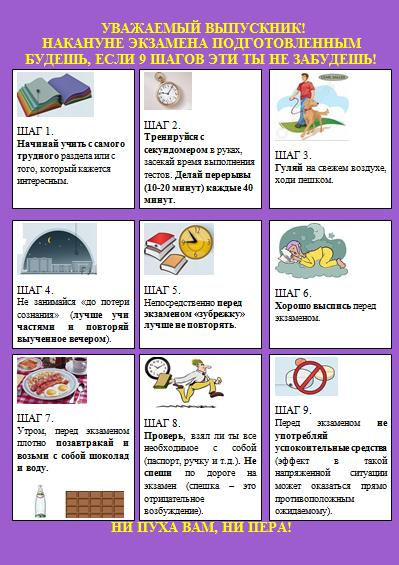 УВАЖАЕМЫЙ ВЫПУСКНИК!
НАКАНУНЕ ЭКЗАМЕНА ПОДГОТОВЛЕННЫМ
БУДЕШЬ, ЕСЛИ 9 ШАГОВ ЭТИ ТЫ НЕ ЗАБУДЕШЬ!
ШАГ 1.
Начинай учить с самого
трудного раздела или с
того, который кажется
интересным.
ШАГ 2.
Тренируйся с
секундомером в руках,
засекай время выполнения
тестов. Делай перерывы
(10-20 минут) каждые 40
минут.
ШАГ 3.
Гуляй на свежем воздухе,
ходи пешком.
ШАГ 4.
Не занимайся «до потери
сознания» (лучше учи
частями и повторяй
выученное вечером).
ШАГ 5.
Непосредственно перед
экзаменом «зубрежку»
лучше не повторять.
ШАГ 6.
Хорошо выспись перед
экзаменом.
ШАГ 7.
Утром, перед экзаменом
плотно позавтракай и
возьми с собой шоколад
и воду.
ШАГ 8.
Проверь, взял ли ты все
необходимое с собой
(паспорт, ручку и т.д.). Не
спеши по дороге на
экзамен (спешка – это
отрицательное
возбуждение).
ШАГ 9.
Перед экзаменом не
употребляй
успокоительные средства
(эффект в такой
напряженной ситуации
может оказаться прямо
противоположным
ожидаемому).
НИ ПУХА ВАМ, НИ ПЕРА!